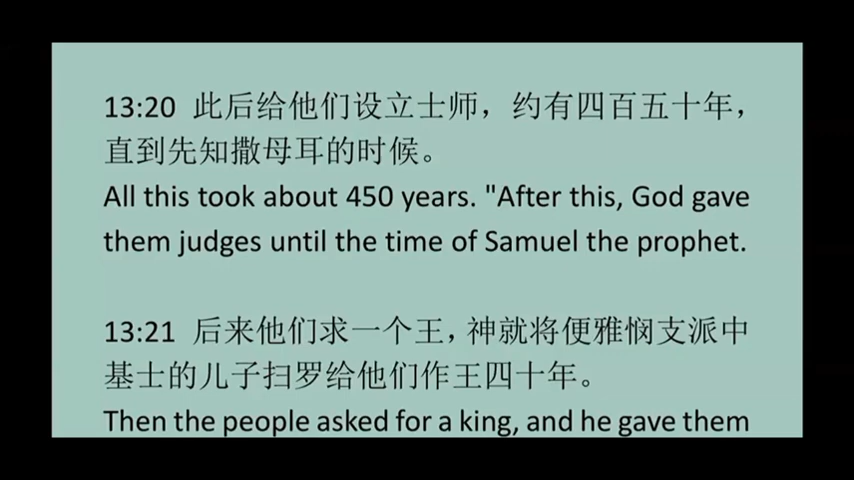 13:20 此后给他们设立士师，约有四百五十年，
直到先知撒母耳的时候。
All this took about 450 years. "After this, God gave
them judges until the time of Samuel the prophet.
13:21 后来他们求一个王，神就将便雅悯支派中
基士的儿子扫罗给他们作王四十年。
Then the people asked for a king, and he gave them